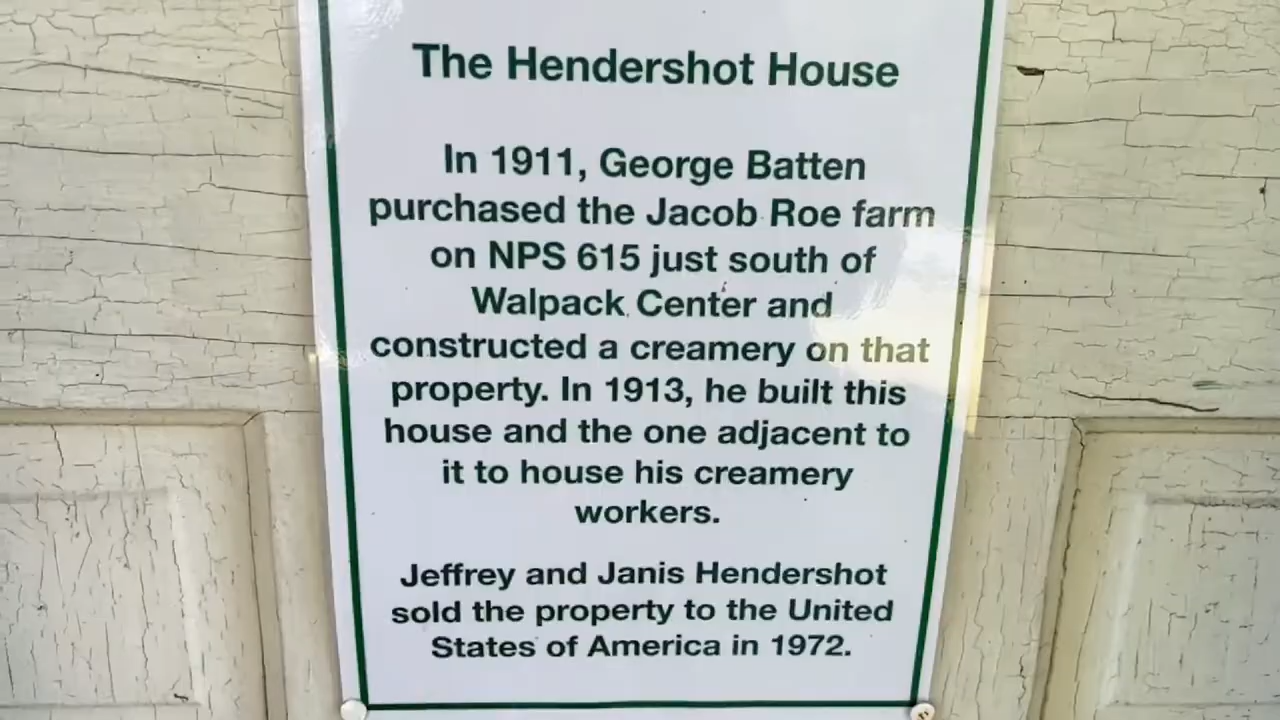 The Hendershot House
In 1911, George Batten
purchased the Jacob Roe farm
on NPS 615 just south of
Walpack Center and
constructed a creamery on that
property. In 1913, he built this
house and the one adjacent to
it to house his creamery
workers.
Jeffrey and Janis Hendershot
sold the property to the United
States of America in 1972.